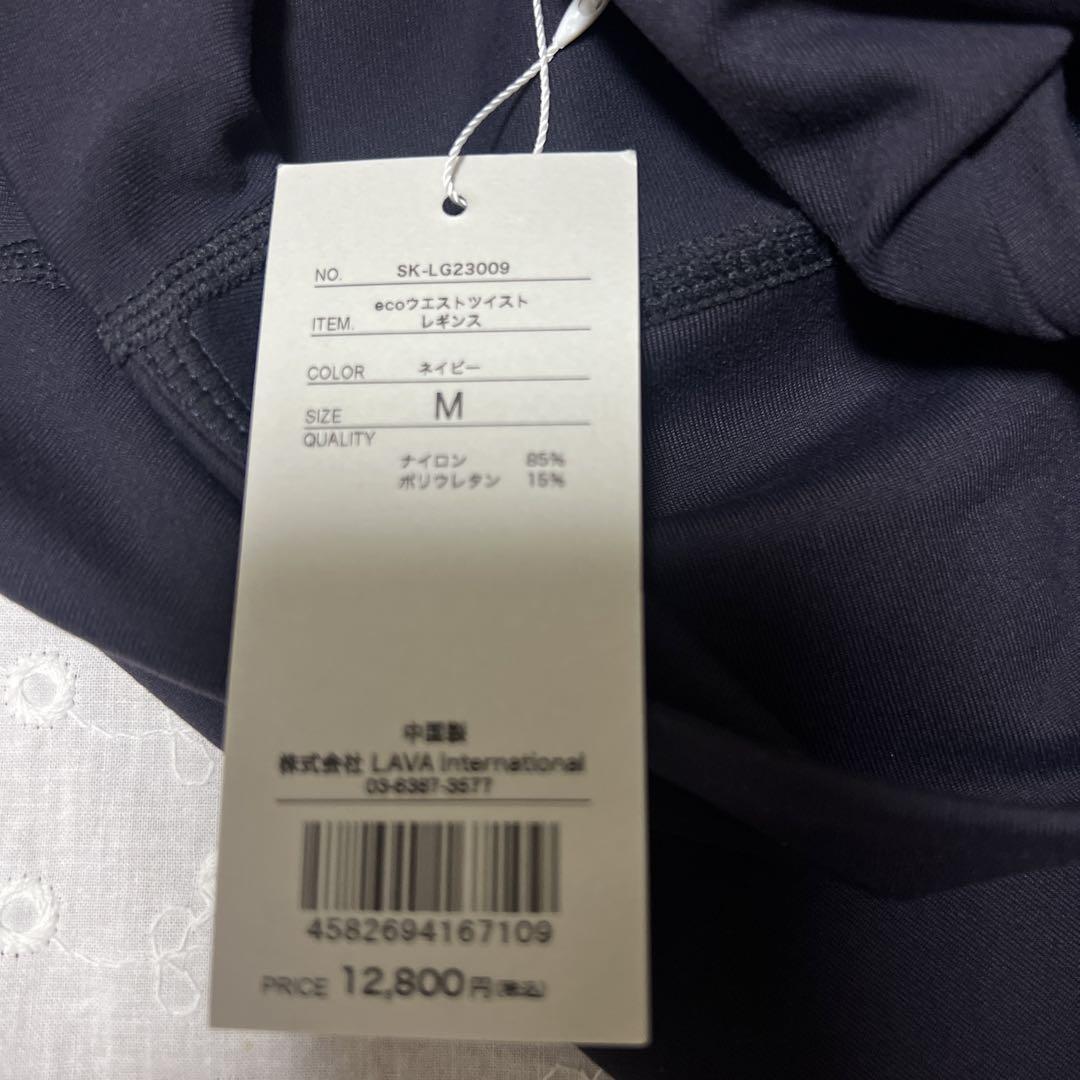 NO. SK-LG23009
ecoウエストツイスト
ITEM. レギンス
COLOR ネイビー
SIZE M
QUALITY
ナイロン 85%
ポリウレタン 15%
中国製
株式会社 LAVA International
03-6387-3577
4582694167109
PRICE 12,800円(税込)